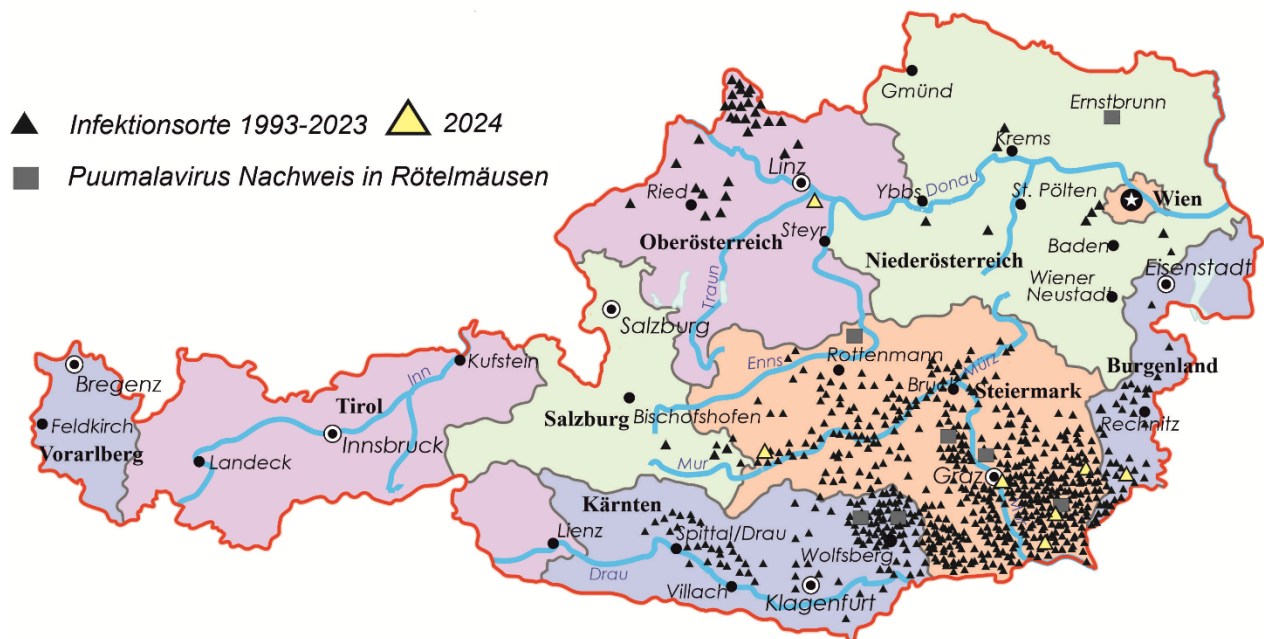 Infektionsorte 1993-2023 2024
Puumalavirus Nachweis in Rötelmäusen
Gmünd
Ernstbrunn
Krems
Linz
Ried
Ybbs
Donau
St. Pölten
Wien
Steyr
Oberösterreich
Niederösterreich
Baden
Eisenstadt
Wiener
Neustadt
Traun
Salzburg
Kufstein
Enns
Rottenmann
Mürz
Bregenz
Inn
Bruck
Steiermark
Burgenland
Tirol
Salzburg
Bischofshofen
Feldkirch
Innsbruck
Rechnitz
Vorarlberg
Landeck
Mur
Graz
Kärnten
Lienz
Spittal/Drau
Wolfsberg
Drau
Villach
Klagenfurt